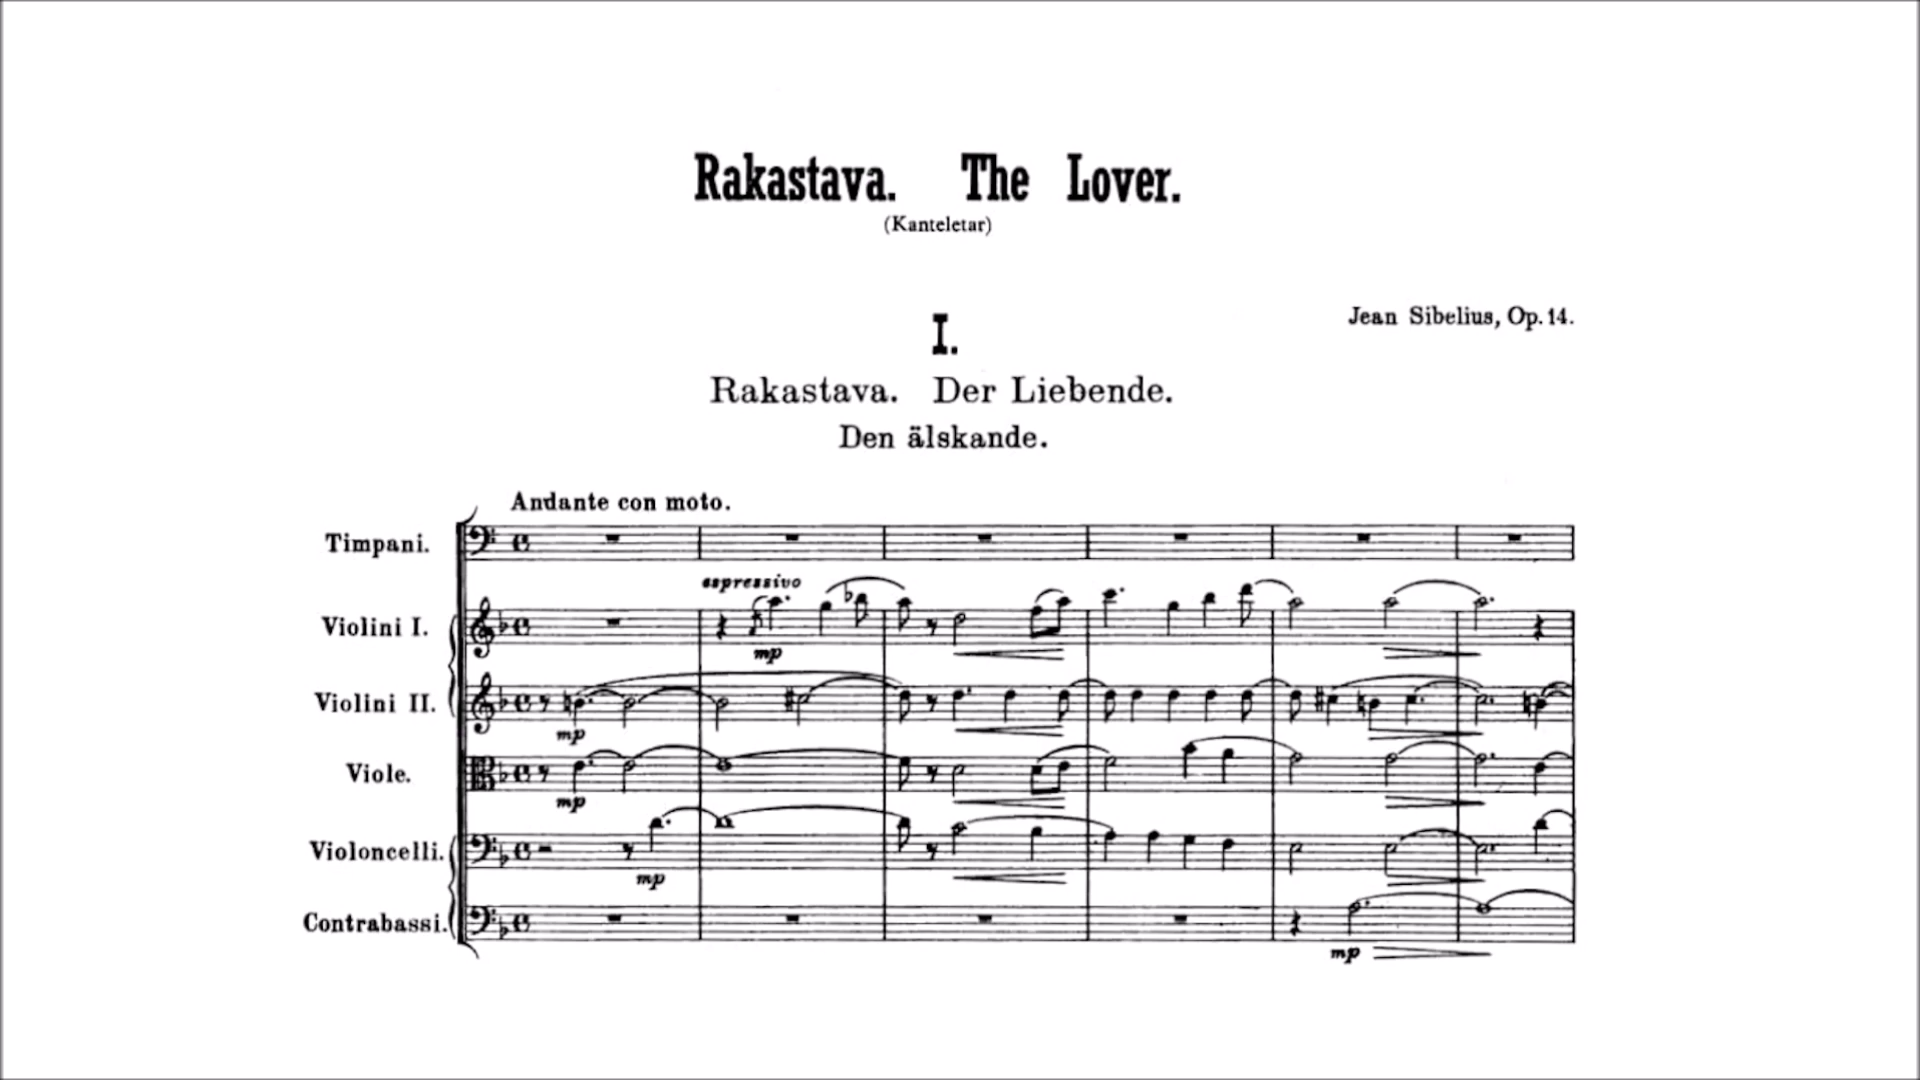 Rakastava. The Lover.
(Kanteletar)
Jean Sibelius, Op. 14.
I.
Rakastava. Der Liebende.
Den älskande.
Andante con moto.
Timpani.
espressivo
Violini I.
mp
Violini II.
mp
Viole.
mp
Violoncelli.
mp
Contrabassi.
mp